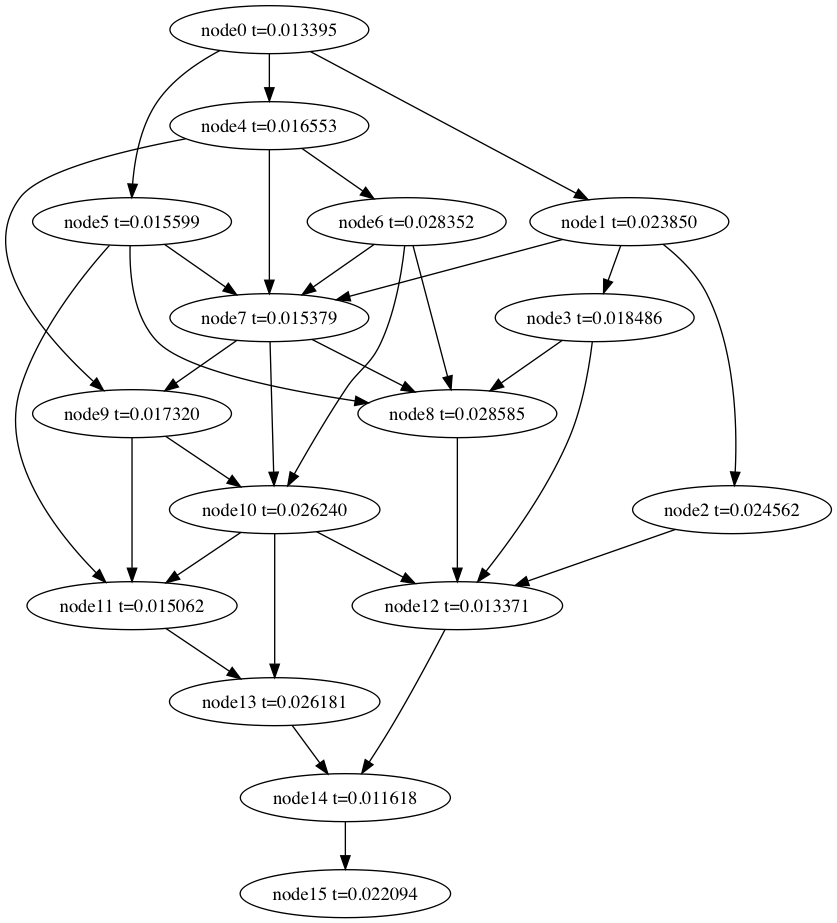 node0 t=0.013395
node4 t=0.016553
node5 t=0.015599
node6 t=0.028352
node1 t=0.023850
node7 t=0.015379
node3 t=0.018486
node9 t=0.017320
node8 t=0.028585
node10 t=0.026240
node2 t=0.024562
node11 t=0.015062
node12 t=0.013371
node13 t=0.026181
node14 t=0.011618
node15 t=0.022094